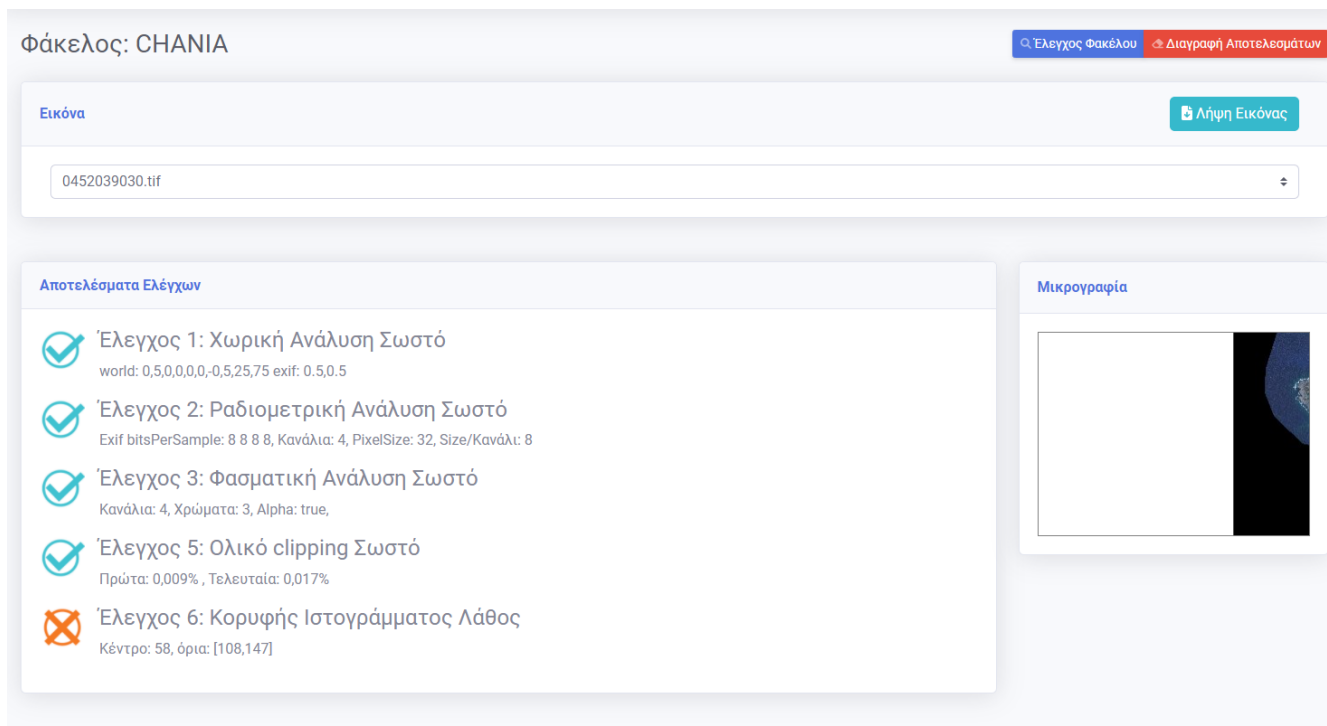 Φάκελος: CHANIA
Έλεγχος Φακέλου
Διαγραφή Αποτελεσμάτων
Εικόνα
Λήψη Εικόνας
0452039030.tif
Αποτελέσματα Ελέγχων
Μικρογραφία
Έλεγχος 1: Χωρική Ανάλυση Σωστό
world: 0,5,0,0,0,0,-0,5,25,75 exif: 0.5,0.5
Έλεγχος 2: Ραδιομετρική Ανάλυση Σωστό
Exif bitsPerSample: 8 8 8 8, Κανάλια: 4, PixelSize: 32, Size/Κανάλι: 8
Έλεγχος 3: Φασματική Ανάλυση Σωστό
Κανάλια: 4, Χρώματα: 3, Alpha: true,
Έλεγχος 5: Ολικό clipping Σωστό
Πρώτα: 0,009% , Τελευταία: 0,017%
Έλεγχος 6: Κορυφής Ιστογράμματος Λάθος
Κέντρο: 58, όρια: [108,147]